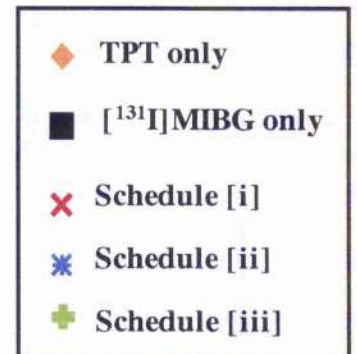 TPT only
[¹³¹I]MIBG only
Schedule [i]
Schedule [ii]
Schedule [iii]